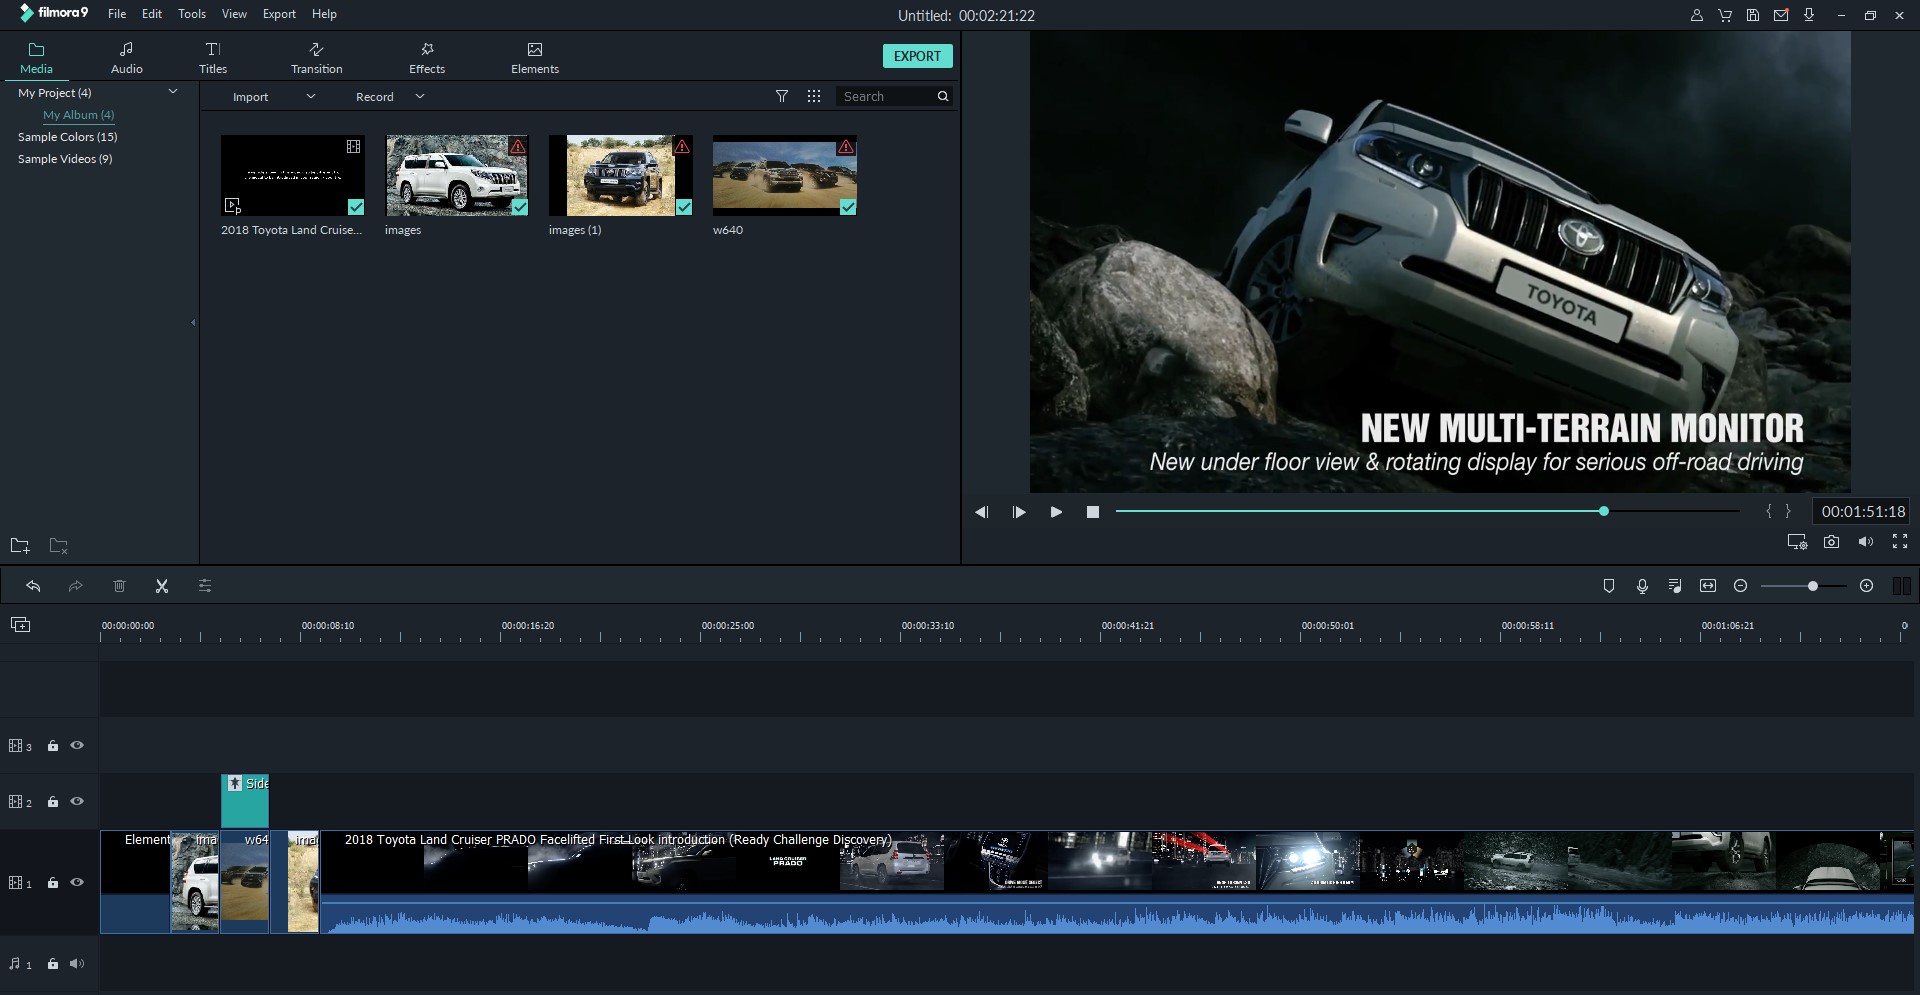 filmora9 File Edit Tools View Export Help
Untitled: 00:02:21:22
Media Audio Titles Transition Effects Elements
EXPORT
My Project (4)
My Album (4)
Sample Colors (15)
Sample Videos (9)
Import Record Search
2018 Toyota Land Cruise...
images
images (1)
w640
TOYOTA
NEW MULTI-TERRAIN MONITOR
New under floor view & rotating display for serious off-road driving
00:01:51:18
00:00:00:00 00:00:08:10 00:00:16:20 00:00:25:00 00:00:33:10 00:00:41:21 00:00:50:01 00:00:58:11 00:01:06:21
3
2
Side
1
Element
ima
w64
imag
2018 Toyota Land Cruiser PRADO Facelifted First Look introduction (Ready Challenge Discovery)
LAND CRUISER
PRADO
1